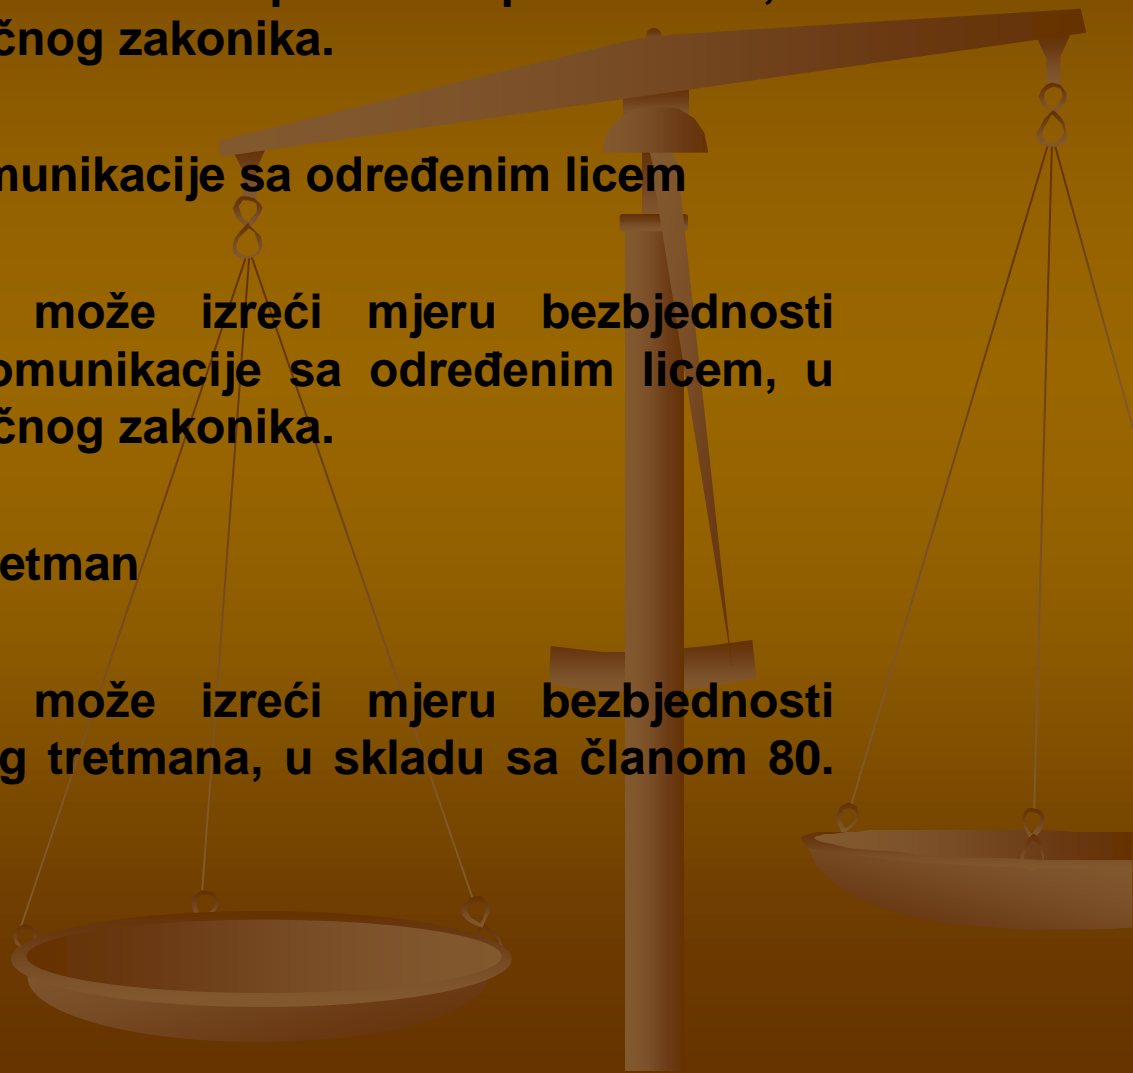 čnog zakonika.
munikacije sa određenim licem
može izreći mjeru bezbjednosti
omunikacije sa određenim licem, u
čnog zakonika.
etman
može izreći mjeru bezbjednosti
g tretmana, u skladu sa članom 80.